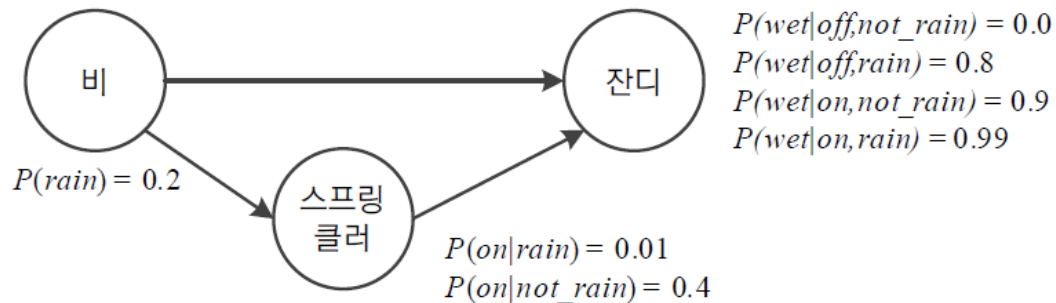 비
P(rain) = 0.2
스프링
클러
P(on|rain) = 0.01
P(on|not_rain) = 0.4
잔디
P(wet|off,not_rain) = 0.0
P(wet|off,rain) = 0.8
P(wet|on,not_rain) = 0.9
P(wet|on,rain) = 0.99